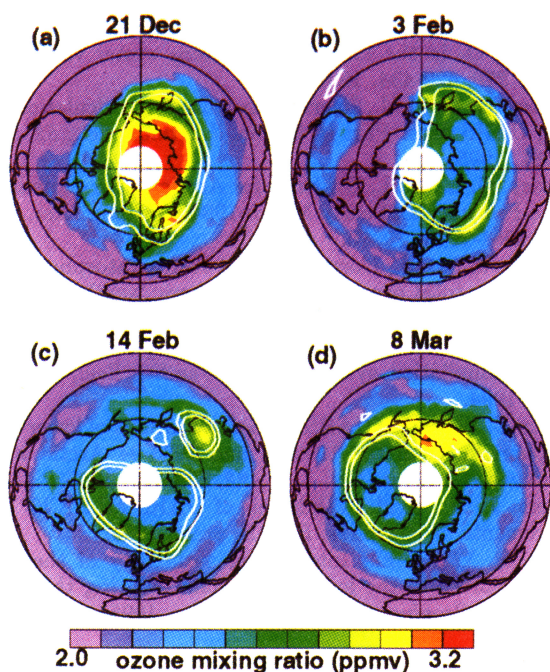 (a) 21 Dec
(b) 3 Feb
(c) 14 Feb
(d) 8 Mar
2.0 ozone mixing ratio (ppmv) 3.2